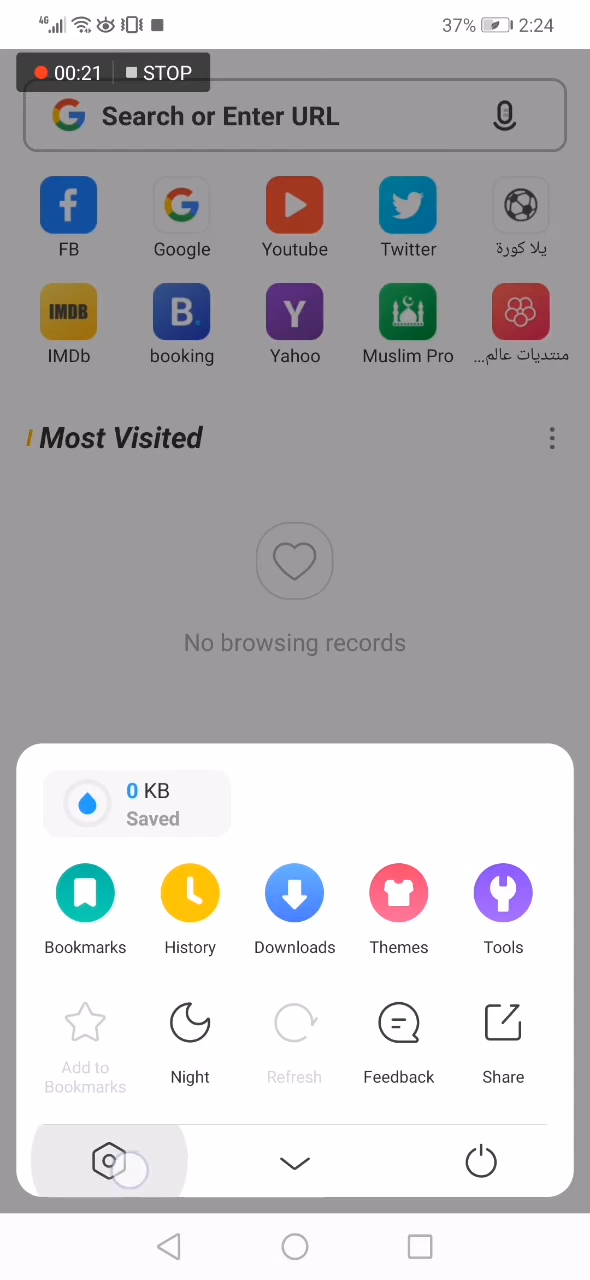 4G
37%
2:24
00:21
STOP
Search or Enter URL
FB
Google
Youtube
Twitter
يلا كورة
IMDB
B.
Y
IMDb
booking
Yahoo
Muslim Pro
منتديات عالم...
Most Visited
No browsing records
0 KB
Saved
Bookmarks
History
Downloads
Themes
Tools
Add to
Bookmarks
Night
Refresh
Feedback
Share